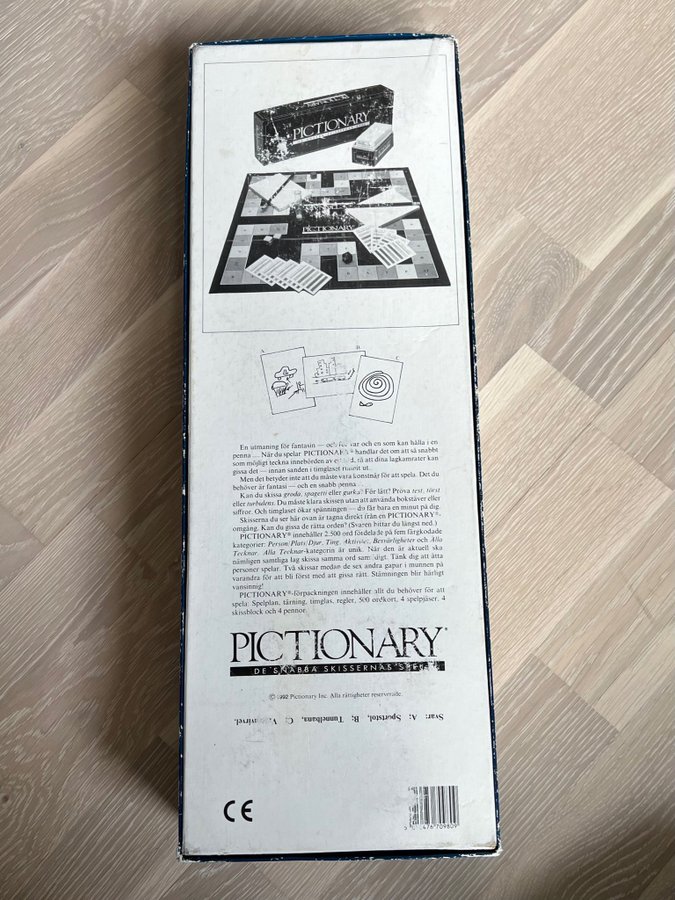 PICTIONARY
PICTIONARY
A.
B.
C.
En utmaning för fantasin — och för var och en som kan hålla i en
penna ... När du spelar PICTIONARY® handlar det om att så snabbt
som möjligt teckna innebörden av ett ord, så att dina lagkamrater kan
gissa det — innan sanden i timglaset runnit ut.
Men det betyder inte att du måste vara konstnär för att spela. Det du
behöver är fantasi — och en snabb penna ...
Kan du skissa groda, spagetti eller gurka? För lätt? Pröva test, törst
eller turbulens. Du måste klara skissen utan att använda bokstäver eller
siffror. Och timglaset ökar spänningen — du får bara en minut på dig.
Skisserna du ser här ovan är tagna direkt från en PICTIONARY®-
omgång. Kan du gissa de rätta orden? (Svaren hittar du längst ned.)
PICTIONARY® innehåller 2.500 ord fördelade på fem färgkodade
kategorier: Person/Plats/Djur, Ting, Aktivitet, Besvärligheter och Alla
Tecknar. Alla Tecknar-kategorin är unik. När den är aktuell ska
nämligen samtliga lag skissa samma ord samtidigt. Tänk dig att åtta
personer spelar. Två skissar medan de sex andra gapar i munnen på
varandra för att bli först med att gissa rätt. Stämningen blir härligt
vansinnig!
PICTIONARY®-förpackningen innehåller allt du behöver för att
spela: Spelplan, tärning, timglas, regler, 500 ordkort, 4 spelpjäser, 4
skissblock och 4 pennor.
PICTIONARY®
DE SNABBA SKISSERNAS SPEL
© 1992 Pictionary Inc. Alla rättigheter reserverade.
Svar: A; Sportstol, B; Tunnelbana, C;
CE